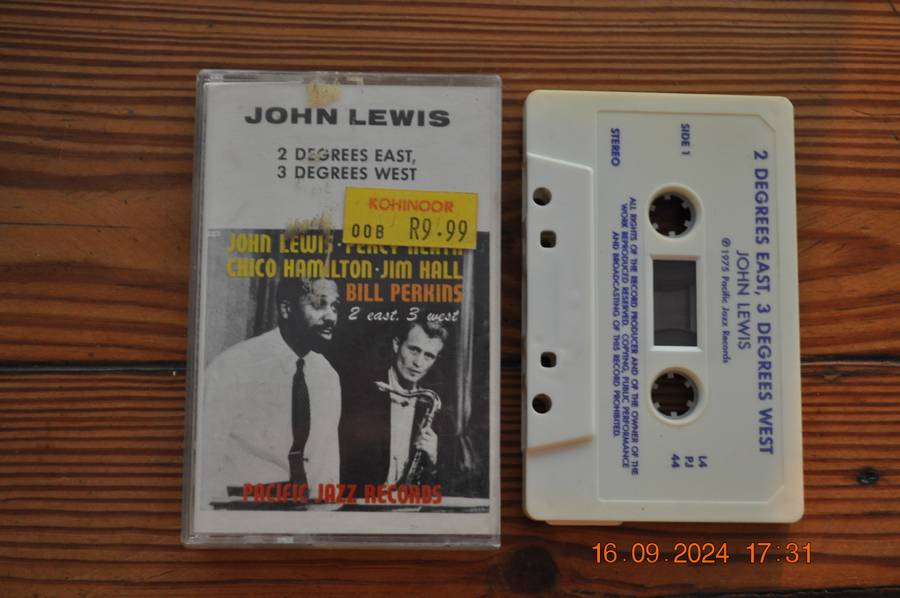 JOHN LEWIS
2 DEGREES EAST,
3 DEGREES WEST
KOHINOOR
00B R9·99
JOHN LEWIS · PERCY HEATH
CHICO HAMILTON · JIM HALL
BILL PERKINS
2 east. 3 west
PACIFIC JAZZ RECORDS
2 DEGREES EAST, 3 DEGREES WEST
JOHN LEWIS
℗ 1975 Pacific Jazz Records
SIDE 1
L4
PJ
44
ALL RIGHTS OF THE RECORD PRODUCER AND OF THE OWNER OF THE
WORK REPRODUCED RESERVED. COPYING, PUBLIC PERFORMANCE
AND BROADCASTING OF THIS RECORD PROHIBITED.
STEREO
16.09.2024 17:31